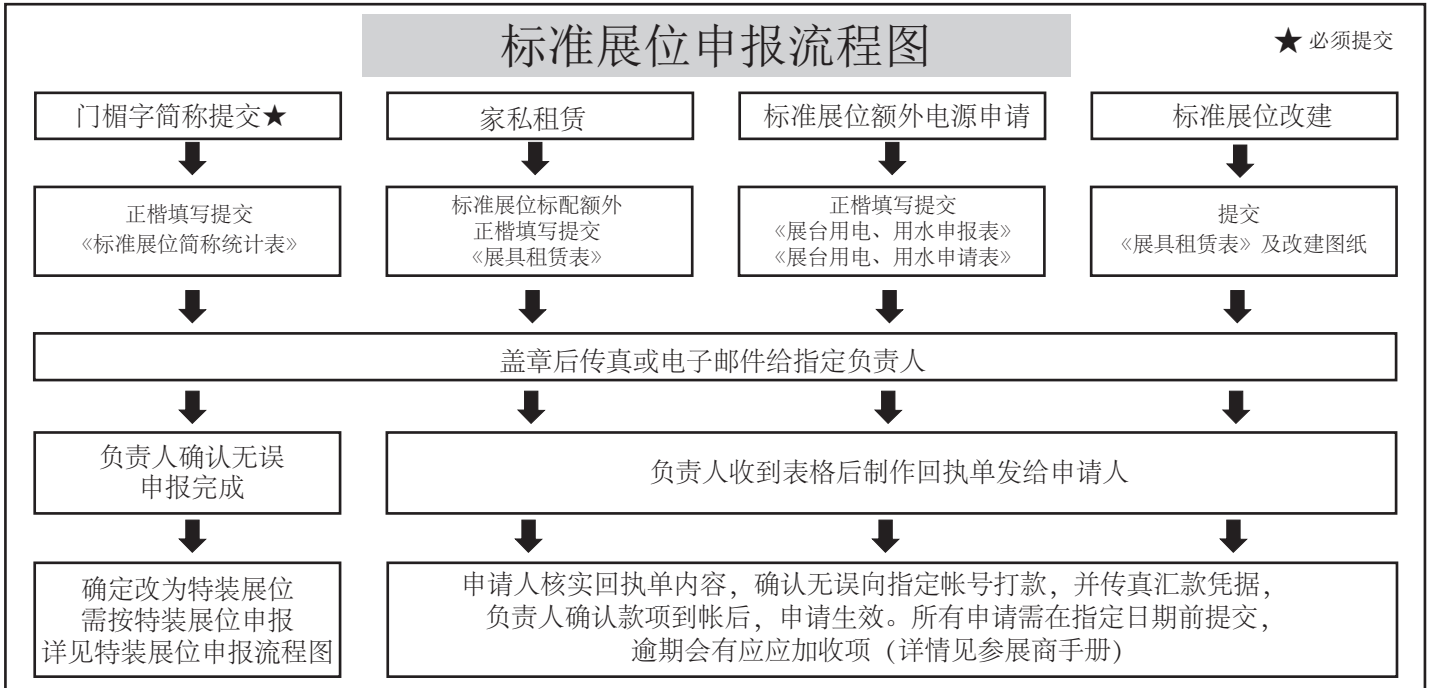 标准展位申报流程图
★ 必须提交
门楣字简称提交★
家私租赁
标准展位额外电源申请
标准展位改建
正楷填写提交
《标准展位简称统计表》
标准展位标配额外
正楷填写提交
《展具租赁表》
正楷填写提交
《展台用电、用水申报表》
《展台用电、用水申请表》
提交
《展具租赁表》及改建图纸
盖章后传真或电子邮件给指定负责人
负责人确认无误
申报完成
负责人收到表格后制作回执单发给申请人
确定改为特装展位
需按特装展位申报
详见特装展位申报流程图
申请人核实回执单内容，确认无误向指定帐号打款，并传真汇款凭据，
负责人确认款项到帐后，申请生效。所有申请需在指定日期前提交，
逾期会有应应加收项（详情见参展商手册）